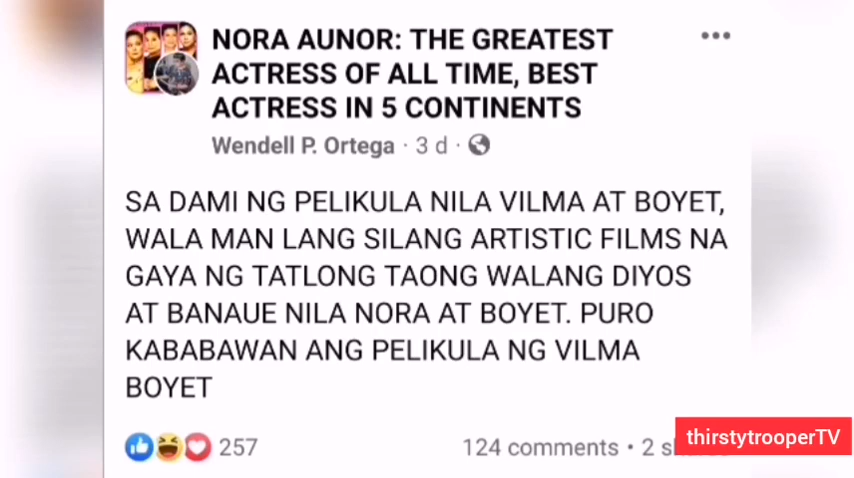 NORA AUNOR: THE GREATEST
ACTRESS OF ALL TIME, BEST
ACTRESS IN 5 CONTINENTS
Wendell P. Ortega · 3 d ·
SA DAMI NG PELIKULA NILA VILMA AT BOYET,
WALA MAN LANG SILANG ARTISTIC FILMS NA
GAYA NG TATLONG TAONG WALANG DIYOS
AT BANAUE NILA NORA AT BOYET. PURO
KABABAWAN ANG PELIKULA NG VILMA
BOYET
257
124 comments • 2
thirstytrooperTV